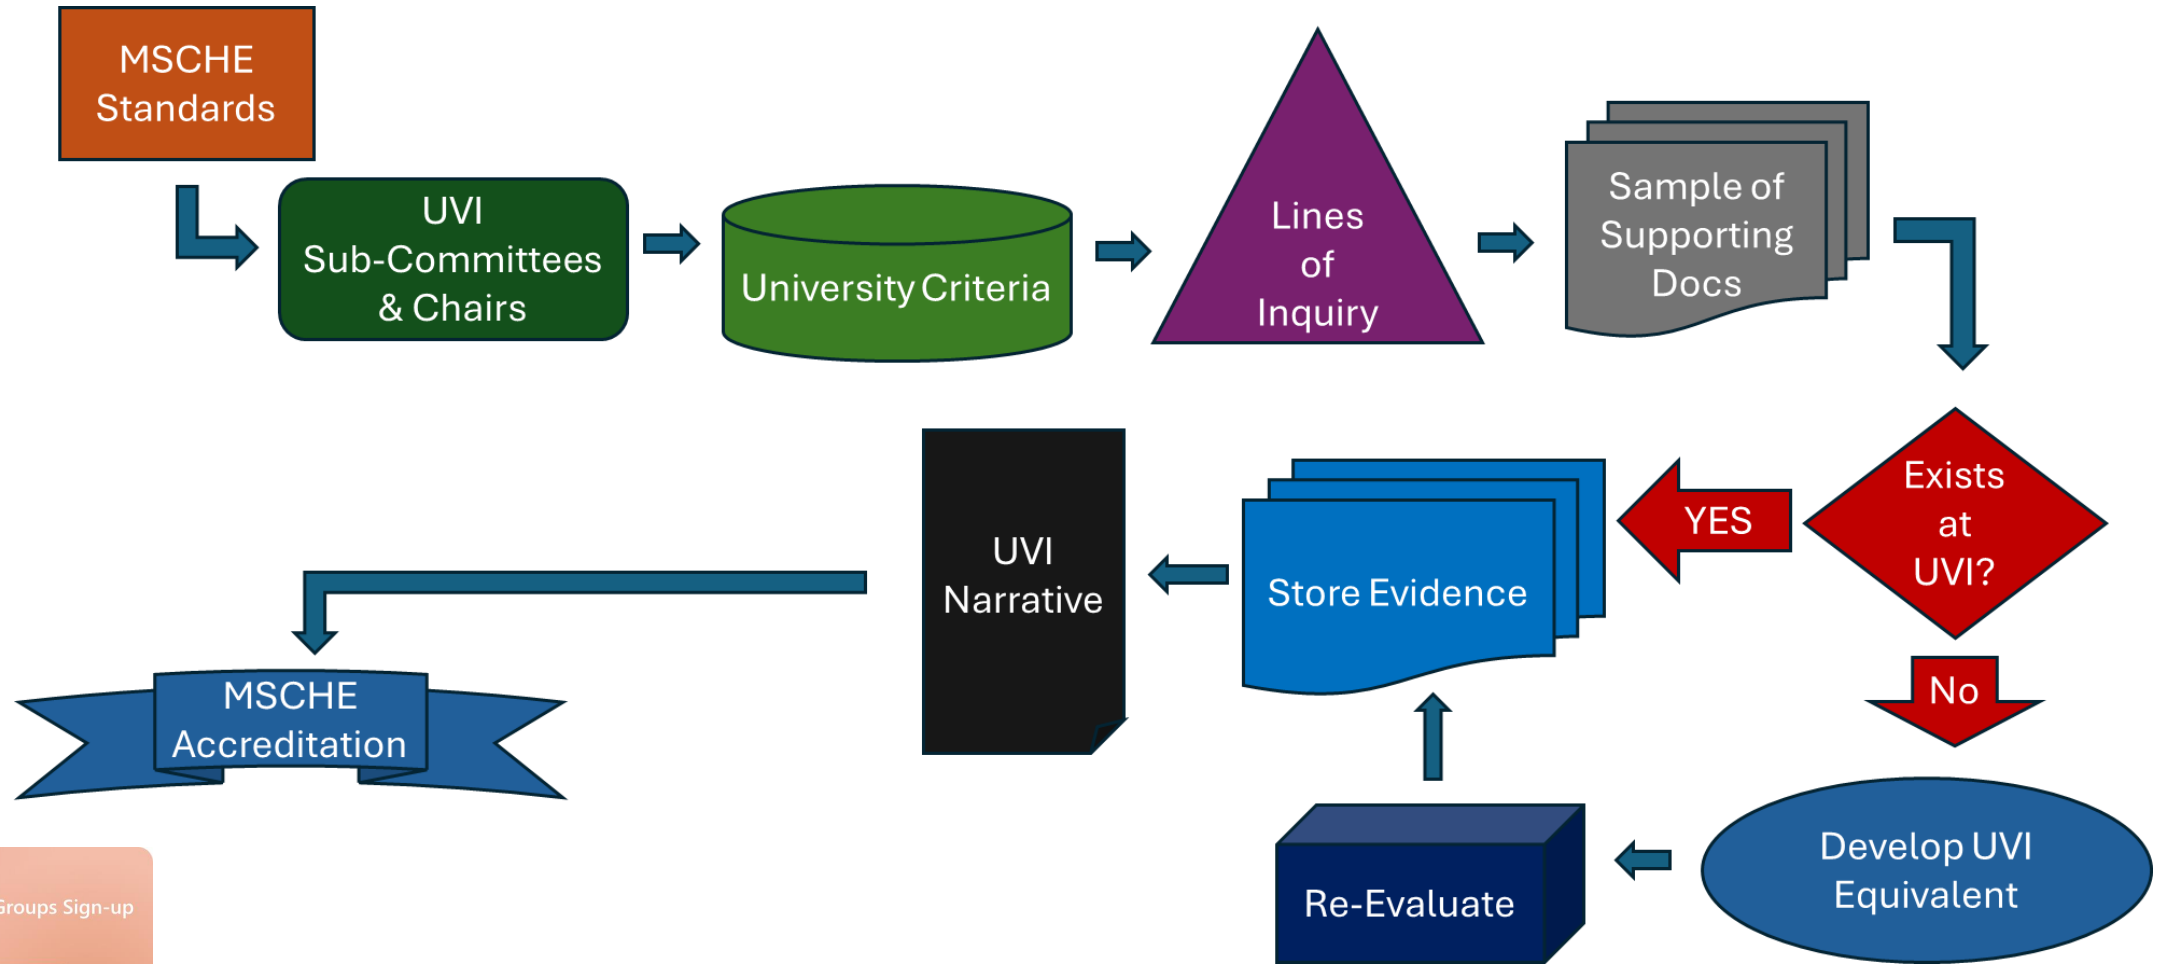 MSCHE
Standards
UVI
Sub-Committees
& Chairs
University Criteria
Lines
of
Inquiry
Sample of
Supporting
Docs
Exists
at
UVI?
YES
No
Store Evidence
UVI
Narrative
MSCHE
Accreditation
Develop UVI
Equivalent
Re-Evaluate
Groups Sign-up